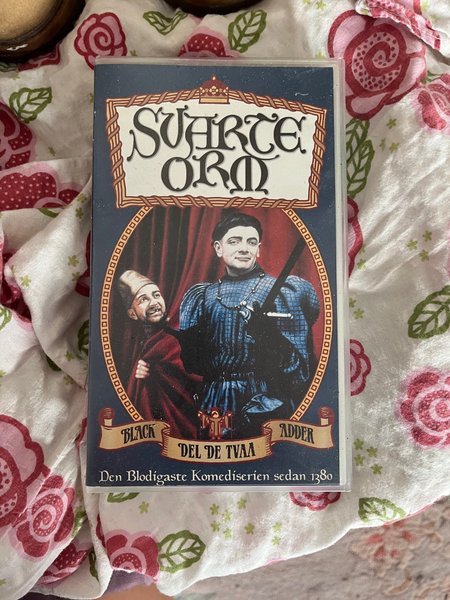 SVARTE
ORM
BLACK ADDER
DEL DE TVAA
Den Blodigaste Komediserien sedan 1380